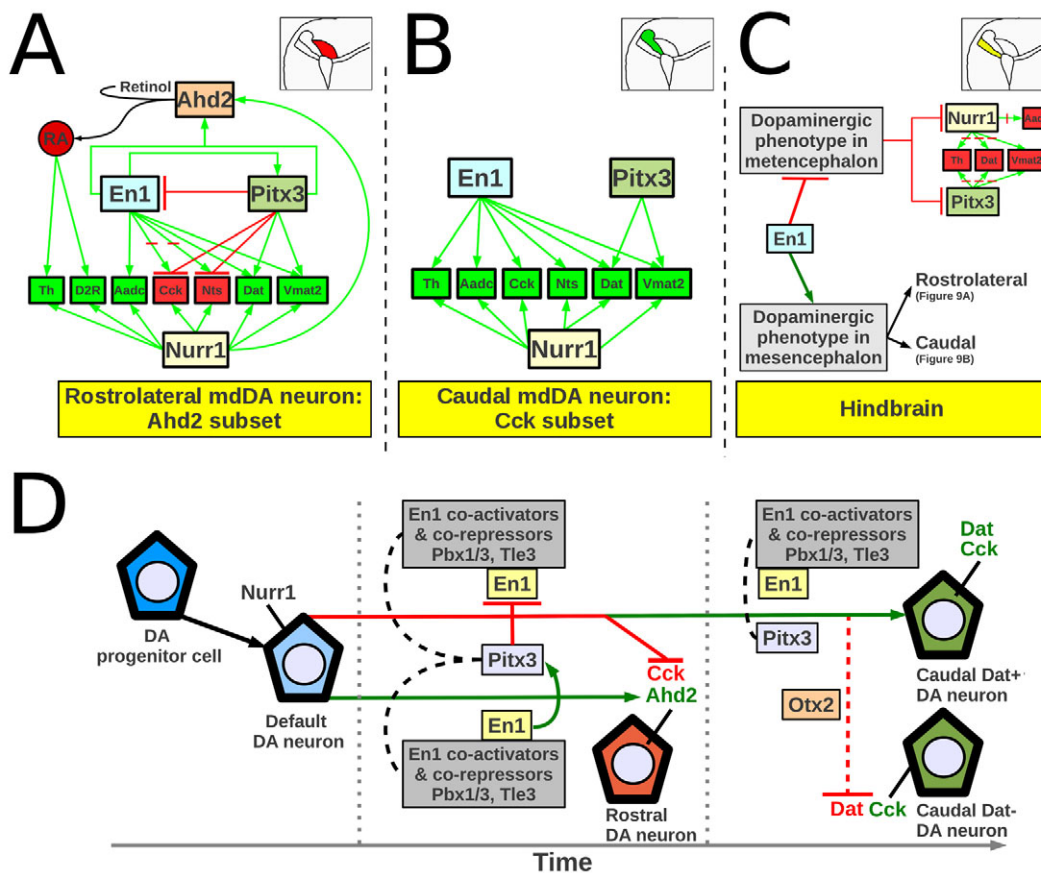 A
Retinol
Ahd2
RA
En1
Pitx3
Th
D2R
Aadc
Cck
Nts
Dat
Vmat2
Nurr1
Rostrolateral mdDA neuron:
Ahd2 subset
B
En1
Pitx3
Th
Aadc
Cck
Nts
Dat
Vmat2
Nurr1
Caudal mdDA neuron:
Cck subset
C
Dopaminergic
phenotype in
metencephalon
Nurr1
Th
Dat
Vmat2
Pitx3
En1
Dopaminergic
phenotype in
mesencephalon
Rostrolateral
(Figure 9A)
Caudal
(Figure 9B)
Hindbrain
D
DA
progenitor cell
Nurr1
Default
DA neuron
En1 co-activators
& co-repressors
Pbx1/3, Tle3
En1
Pitx3
Cck
Ahd2
En1
En1 co-activators
& co-repressors
Pbx1/3, Tle3
Rostral
DA neuron
En1 co-activators
& co-repressors
Pbx1/3, Tle3
En1
Pitx3
Otx2
Dat
Cck
Caudal Dat+
DA neuron
Dat Cck
Caudal Dat-
DA neuron
Time